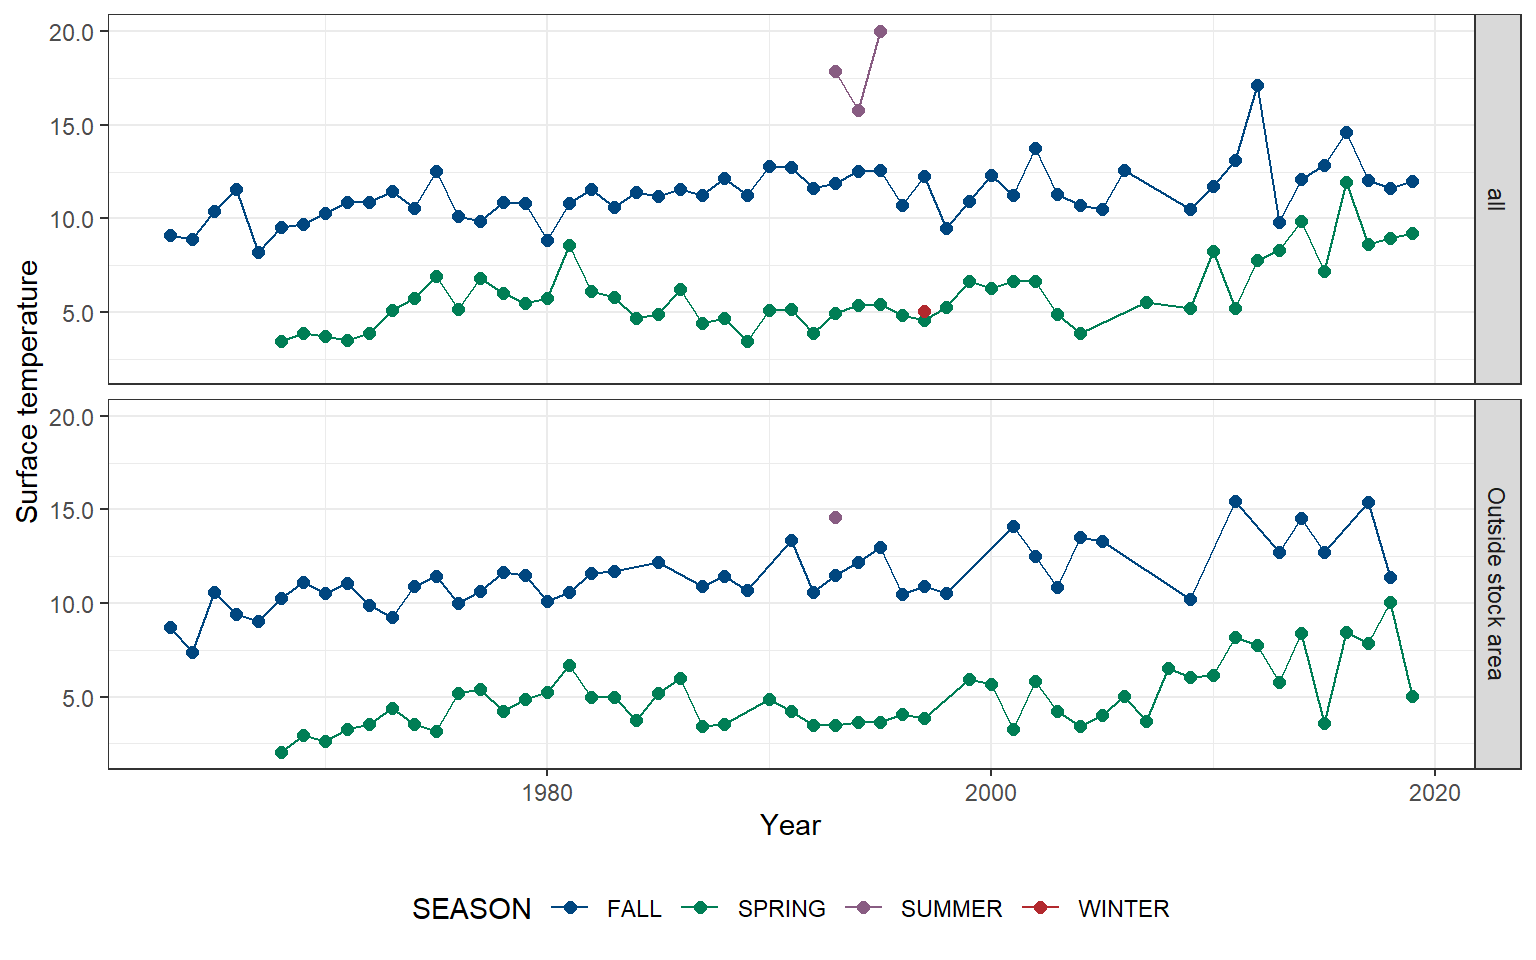 Surface temperature
20.0
15.0
10.0
5.0
all
20.0
15.0
10.0
5.0
Outside stock area
1980 2000 2020
Year
SEASON FALL SPRING SUMMER WINTER